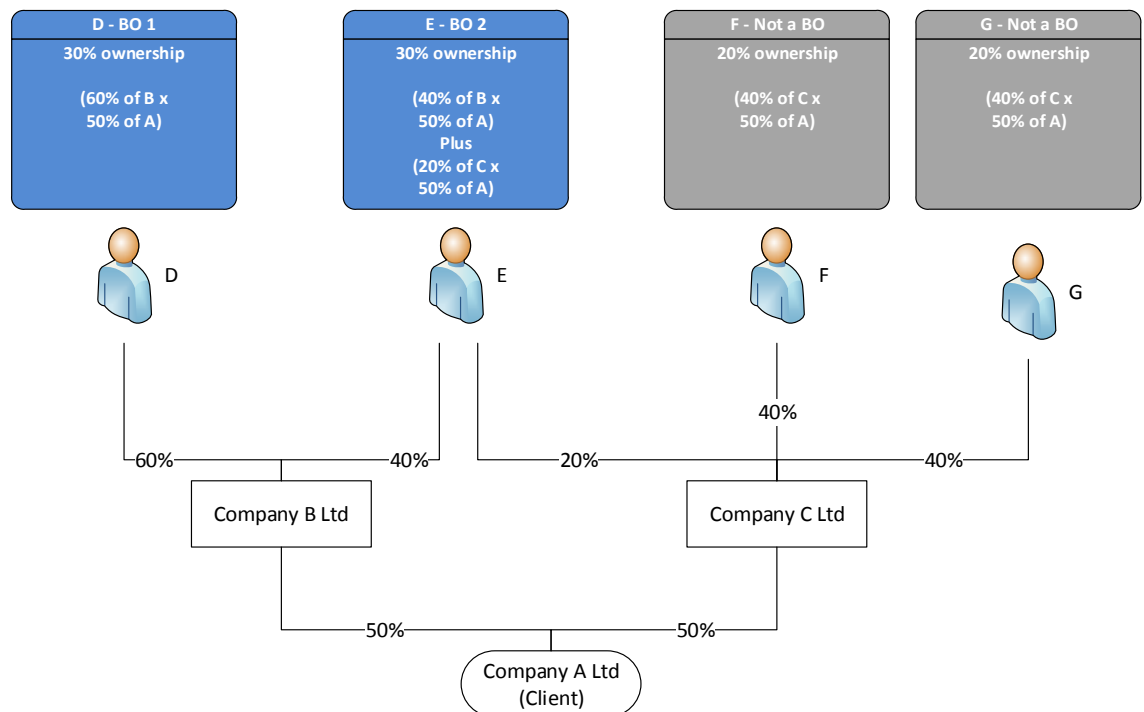 D - BO 1
30% ownership
(60% of B x
50% of A)
E - BO 2
30% ownership
(40% of B x
50% of A)
Plus
(20% of C x
50% of A)
F - Not a BO
20% ownership
(40% of C x
50% of A)
G - Not a BO
20% ownership
(40% of C x
50% of A)
D
E
F
G
40%
60%
40%
20%
40%
Company B Ltd
Company C Ltd
50%
50%
Company A Ltd
(Client)